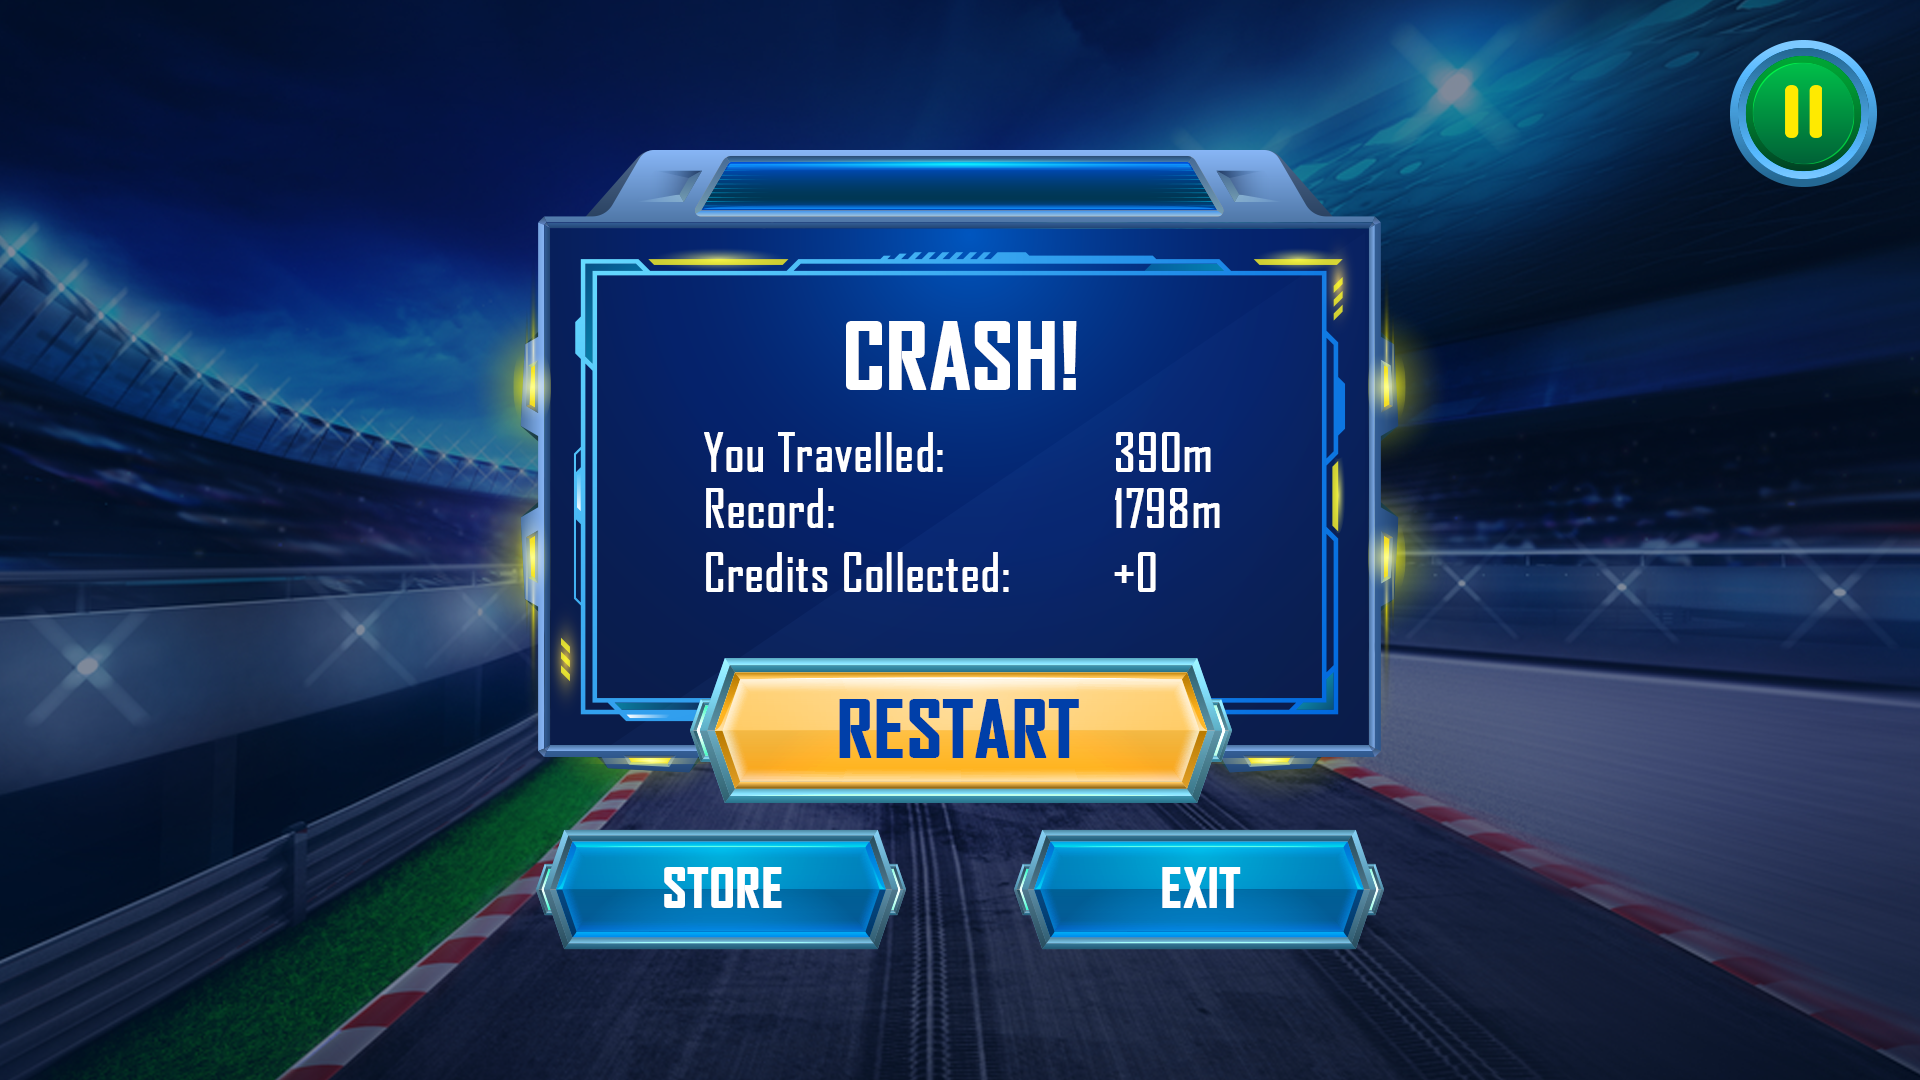 CRASH!
You Travelled: 390m
Record: 1798m
Credits Collected: +0
RESTART
STORE EXIT